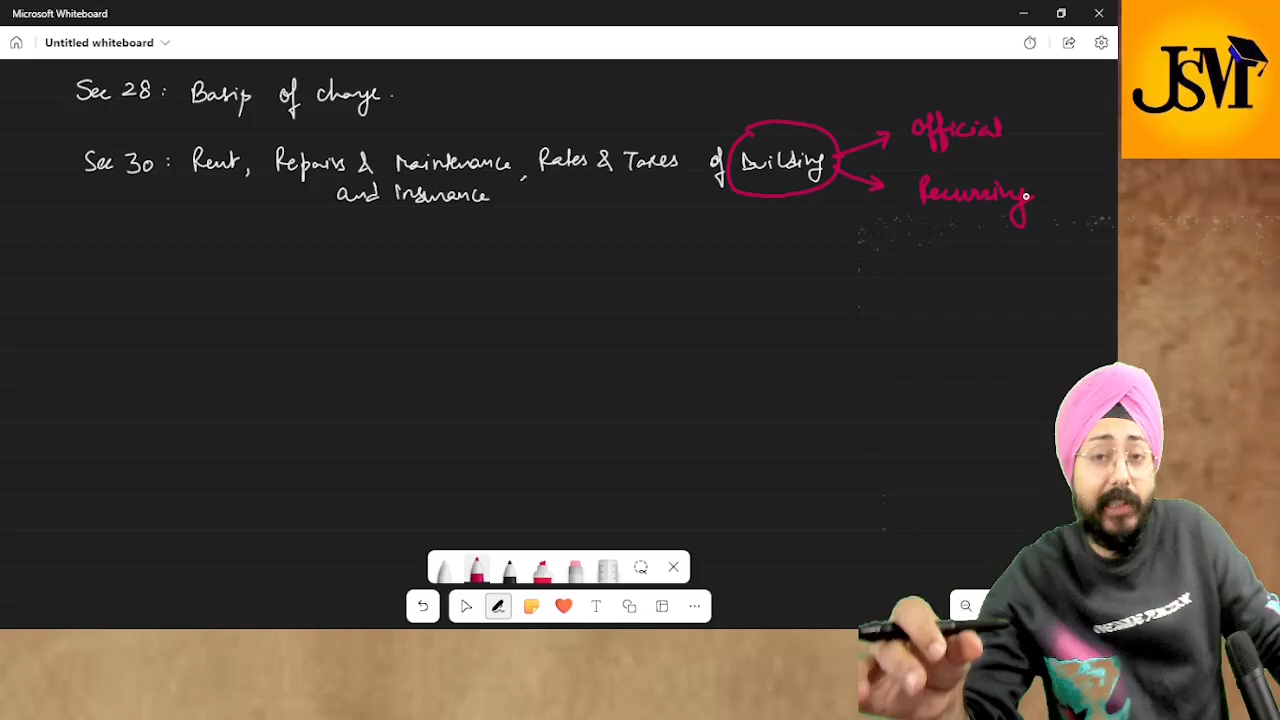 Microsoft Whiteboard
Untitled whiteboard
JSM
Sec 28 : Basis of charge.
Official
Sec 30 : Rent, Repairs & Maintenance, Rates & Taxes of Building
and Insurance
Recurring
T